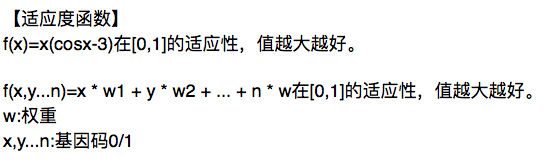 【适应度函数】
f(x)=x(cosx-3)在[0,1]的适应性，值越大越好。
f(x,y...n)=x * w1 + y * w2 + ... + n * w在[0,1]的适应性，值越大越好。
w:权重
x,y...n:基因码0/1